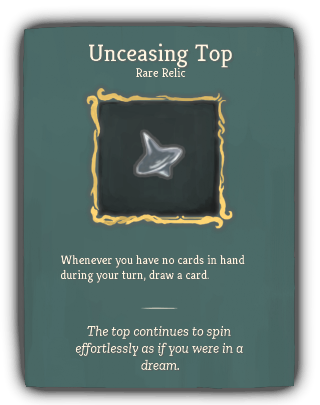 Unceasing Top
Rare Relic
Whenever you have no cards in hand
during your turn, draw a card.
The top continues to spin
effortlessly as if you were in a
dream.